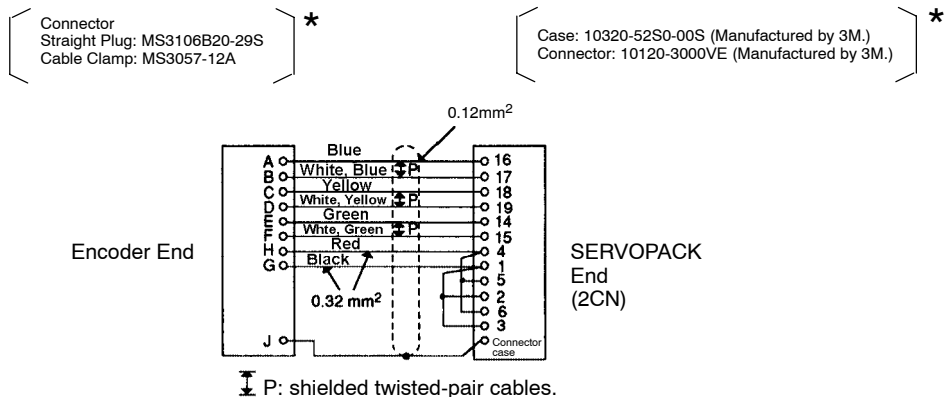 Connector
Straight Plug: MS3106B20-29S
Cable Clamp: MS3057-12A
*
Case: 10320-52S0-00S (Manufactured by 3M.)
Connector: 10120-3000VE (Manufactured by 3M.)
*
0.12mm2
A Blue 16
B White, Blue P 17
C Yellow 18
D White, Yellow P 19
E Green 14
F Whte, Green P 15
H Red 4
G Black 1
5
2
6
3
0.32 mm2
J Connector
case
Encoder End
SERVOPACK
End
(2CN)
P: shielded twisted-pair cables.